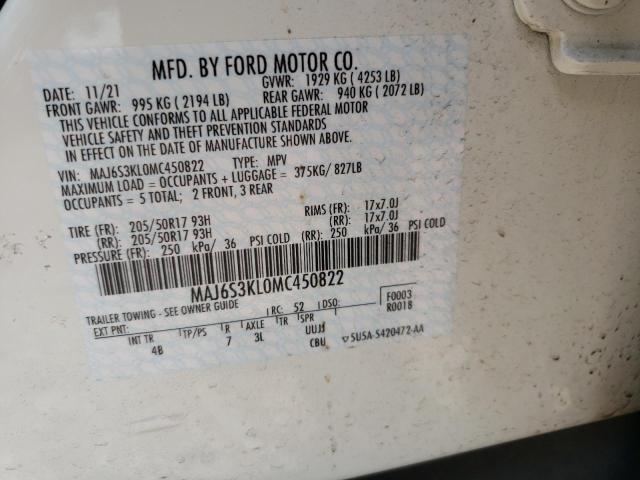 MFD. BY FORD MOTOR CO.
DATE: 11/21 GVWR: 1929 KG ( 4253 LB)
FRONT GAWR: 995 KG ( 2194 LB) REAR GAWR: 940 KG ( 2072 LB)
THIS VEHICLE CONFORMS TO ALL APPLICABLE FEDERAL MOTOR
VEHICLE SAFETY AND THEFT PREVENTION STANDARDS
IN EFFECT ON THE DATE OF MANUFACTURE SHOWN ABOVE.
VIN: MAJ6S3KL0MC450822 TYPE: MPV
MAXIMUM LOAD = OCCUPANTS + LUGGAGE = 375KG/ 827LB
OCCUPANTS = 5 TOTAL; 2 FRONT, 3 REAR
TIRE (FR): 205/50R17 93H RIMS (FR): 17x7.0J
(RR): 205/50R17 93H (RR): 17x7.0J
PRESSURE (FR): 250 kPa/ 36 PSI COLD (RR): 250 kPa/ 36 PSI COLD
MAJ6S3KL0MC450822
TRAILER TOWING - SEE OWNER GUIDE
EXT PNT: RC: 52 DSO: F0003
R0018
INT TR TP/PS R AXLE TR SPR
4B 7 3L UUJJ
CBU 5U5A-5420472-AA